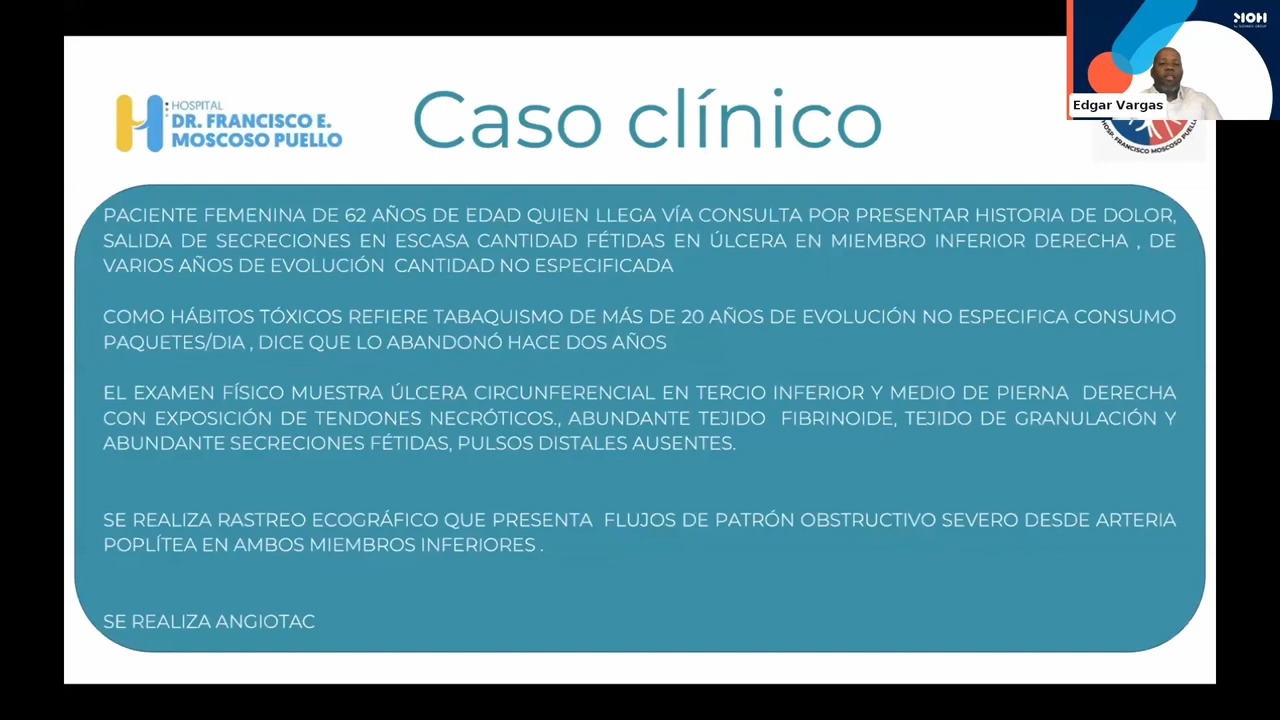 MOH
Edgar Vargas
HOSPITAL
DR. FRANCISCO E.
MOSCOSO PUELLO
Caso clínico
HOSP. FRANCISCO MOSCOSO PUELLO
PACIENTE FEMENINA DE 62 AÑOS DE EDAD QUIEN LLEGA VÍA CONSULTA POR PRESENTAR HISTORIA DE DOLOR,
SALIDA DE SECRECIONES EN ESCASA CANTIDAD FÉTIDAS EN ÚLCERA EN MIEMBRO INFERIOR DERECHA , DE
VARIOS AÑOS DE EVOLUCIÓN CANTIDAD NO ESPECIFICADA
COMO HÁBITOS TÓXICOS REFIERE TABAQUISMO DE MÁS DE 20 AÑOS DE EVOLUCIÓN NO ESPECIFICA CONSUMO
PAQUETES/DIA , DICE QUE LO ABANDONÓ HACE DOS AÑOS
EL EXAMEN FÍSICO MUESTRA ÚLCERA CIRCUNFERENCIAL EN TERCIO INFERIOR Y MEDIO DE PIERNA DERECHA
CON EXPOSICIÓN DE TENDONES NECRÓTICOS., ABUNDANTE TEJIDO FIBRINOIDE, TEJIDO DE GRANULACIÓN Y
ABUNDANTE SECRECIONES FÉTIDAS, PULSOS DISTALES AUSENTES.
SE REALIZA RASTREO ECOGRÁFICO QUE PRESENTA FLUJOS DE PATRÓN OBSTRUCTIVO SEVERO DESDE ARTERIA
POPLÍTEA EN AMBOS MIEMBROS INFERIORES .
SE REALIZA ANGIOTAC